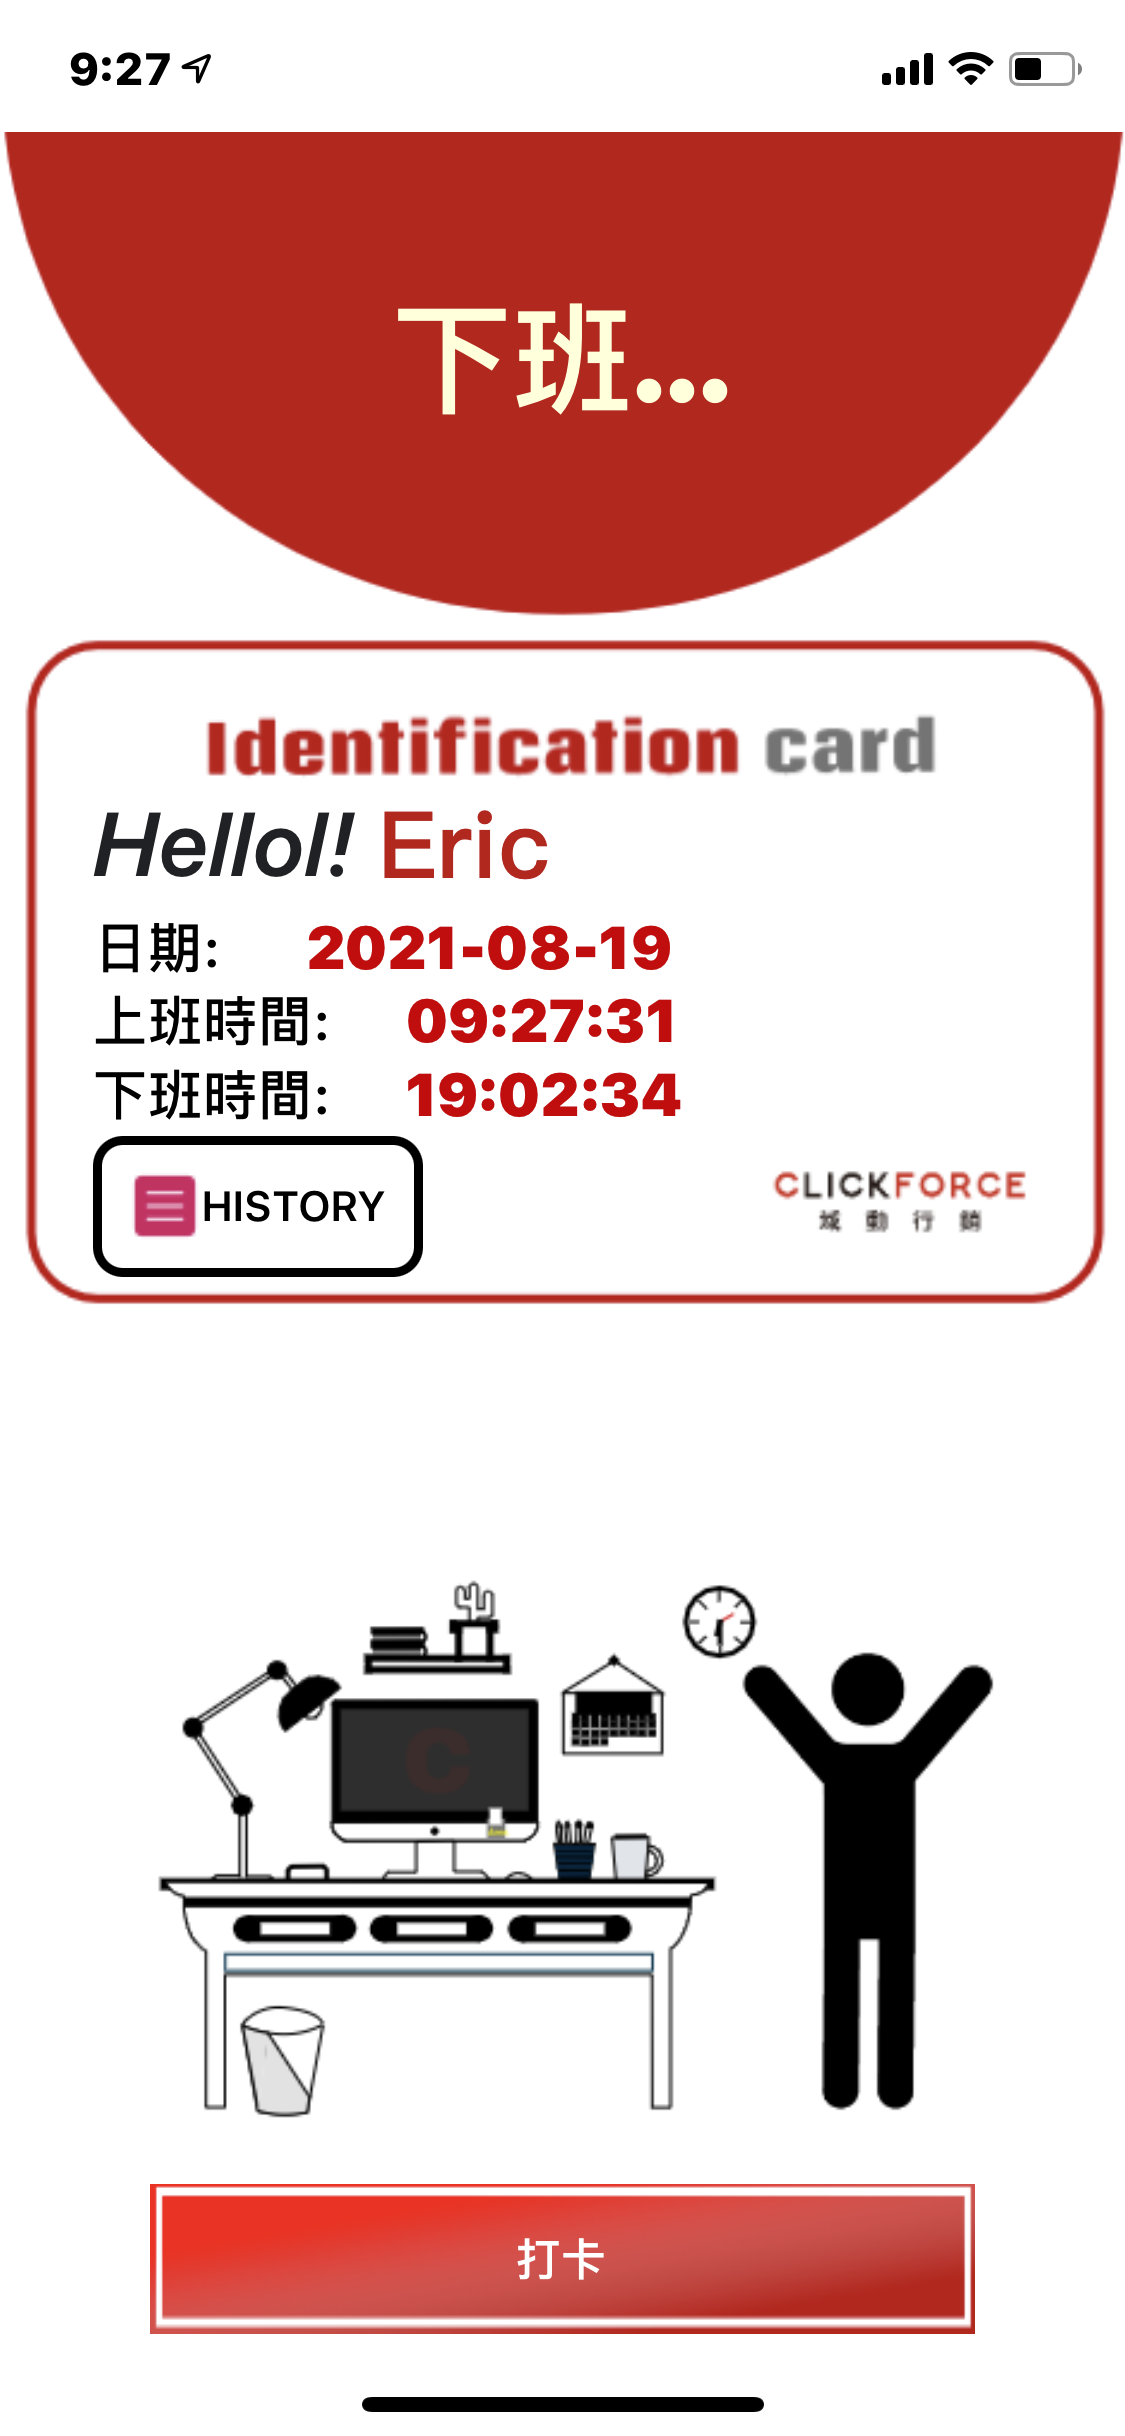 9:27
下班...
Identification card
Hellol! Eric
日期: 2021-08-19
上班時間: 09:27:31
下班時間: 19:02:34
HISTORY
CLICKFORCE
域動行銷
C
打卡